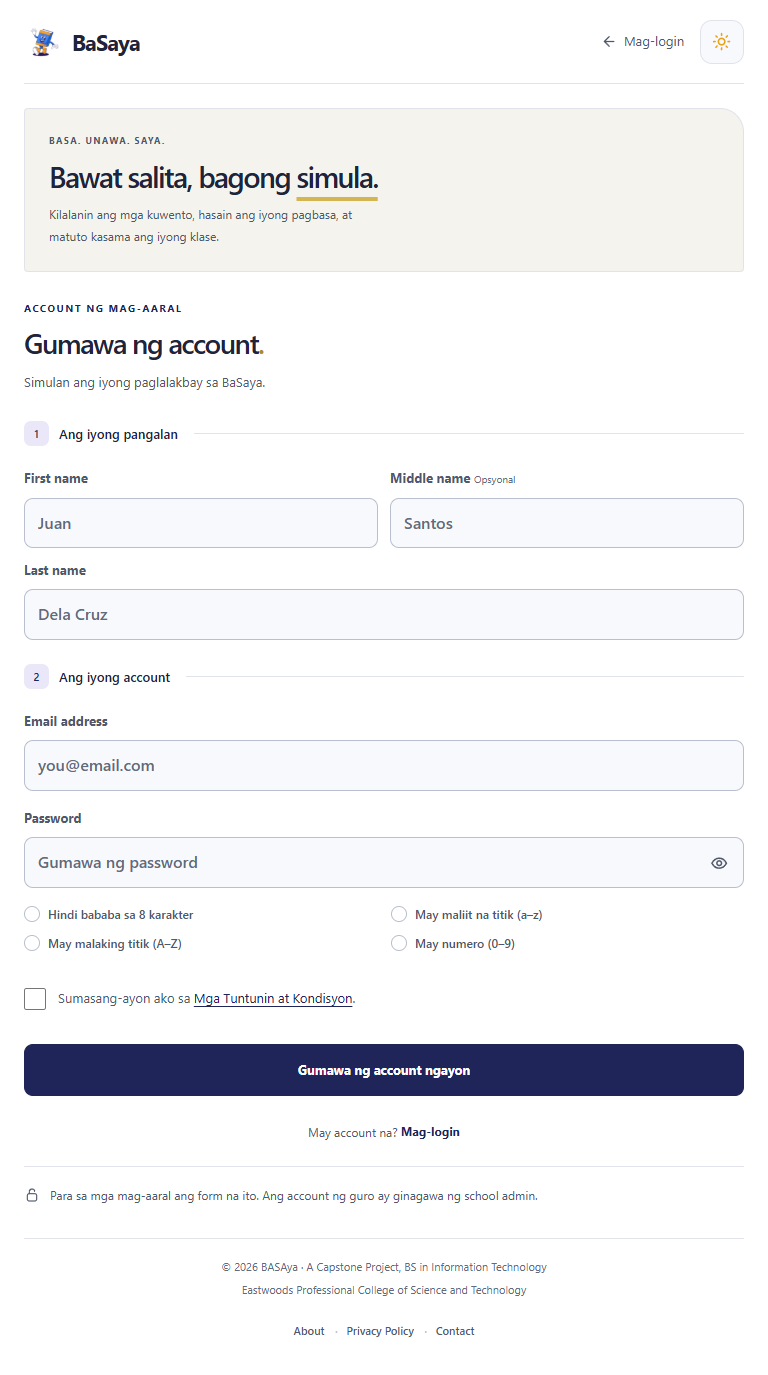 BaSaya
Mag-login
BASA. UNAWA. SAYA.
Bawat salita, bagong simula.
Kilalanin ang mga kuwento, hasain ang iyong pagbasa, at
matuto kasama ang iyong klase.
ACCOUNT NG MAG-AARAL
Gumawa ng account.
Simulan ang iyong paglalakbay sa BaSaya.
1 Ang iyong pangalan
First name
Middle name Opsyonal
Juan
Santos
Last name
Dela Cruz
2 Ang iyong account
Email address
you@email.com
Password
Gumawa ng password
Hindi bababa sa 8 karakter
May maliit na titik (a–z)
May malaking titik (A–Z)
May numero (0–9)
Sumasang-ayon ako sa Mga Tuntunin at Kondisyon.
Gumawa ng account ngayon
May account na? Mag-login
Para sa mga mag-aaral ang form na ito. Ang account ng guro ay ginagawa ng school admin.
© 2026 BASAya · A Capstone Project, BS in Information Technology
Eastwoods Professional College of Science and Technology
About · Privacy Policy · Contact